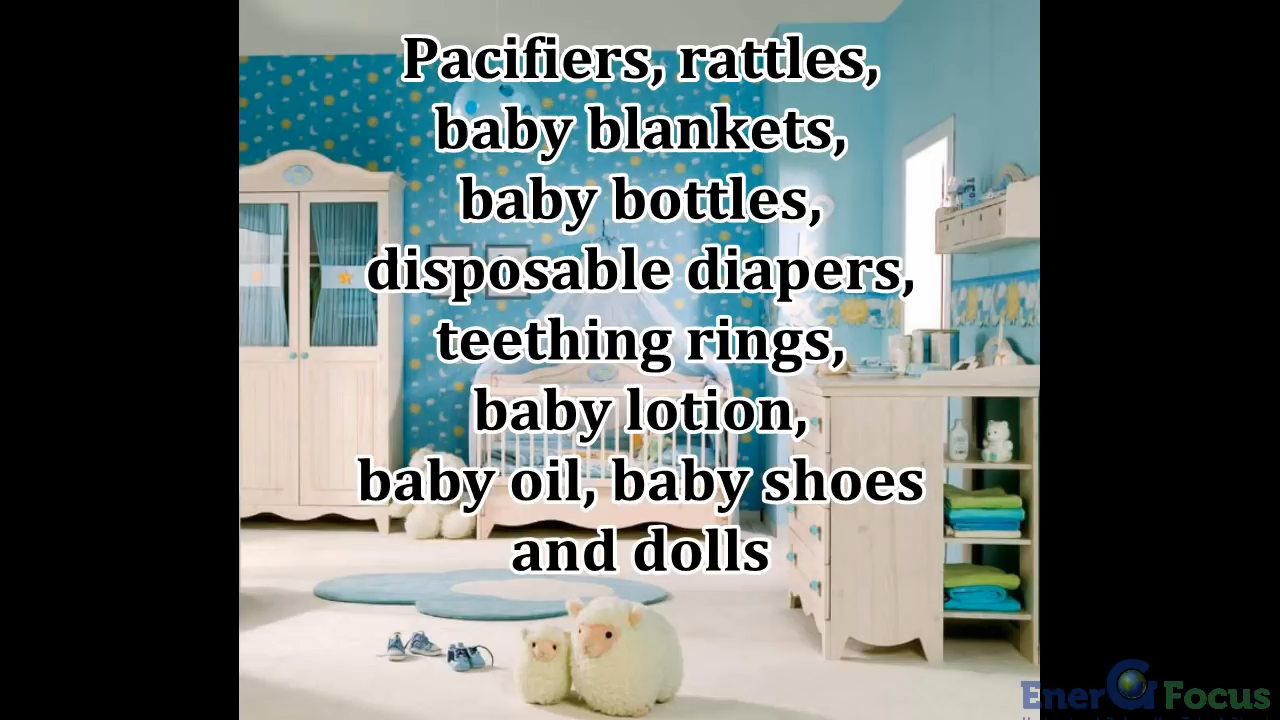 Pacifiers, rattles,
baby blankets,
baby bottles,
disposable diapers,
teething rings,
baby lotion,
baby oil, baby shoes
and dolls
EnerG Focus